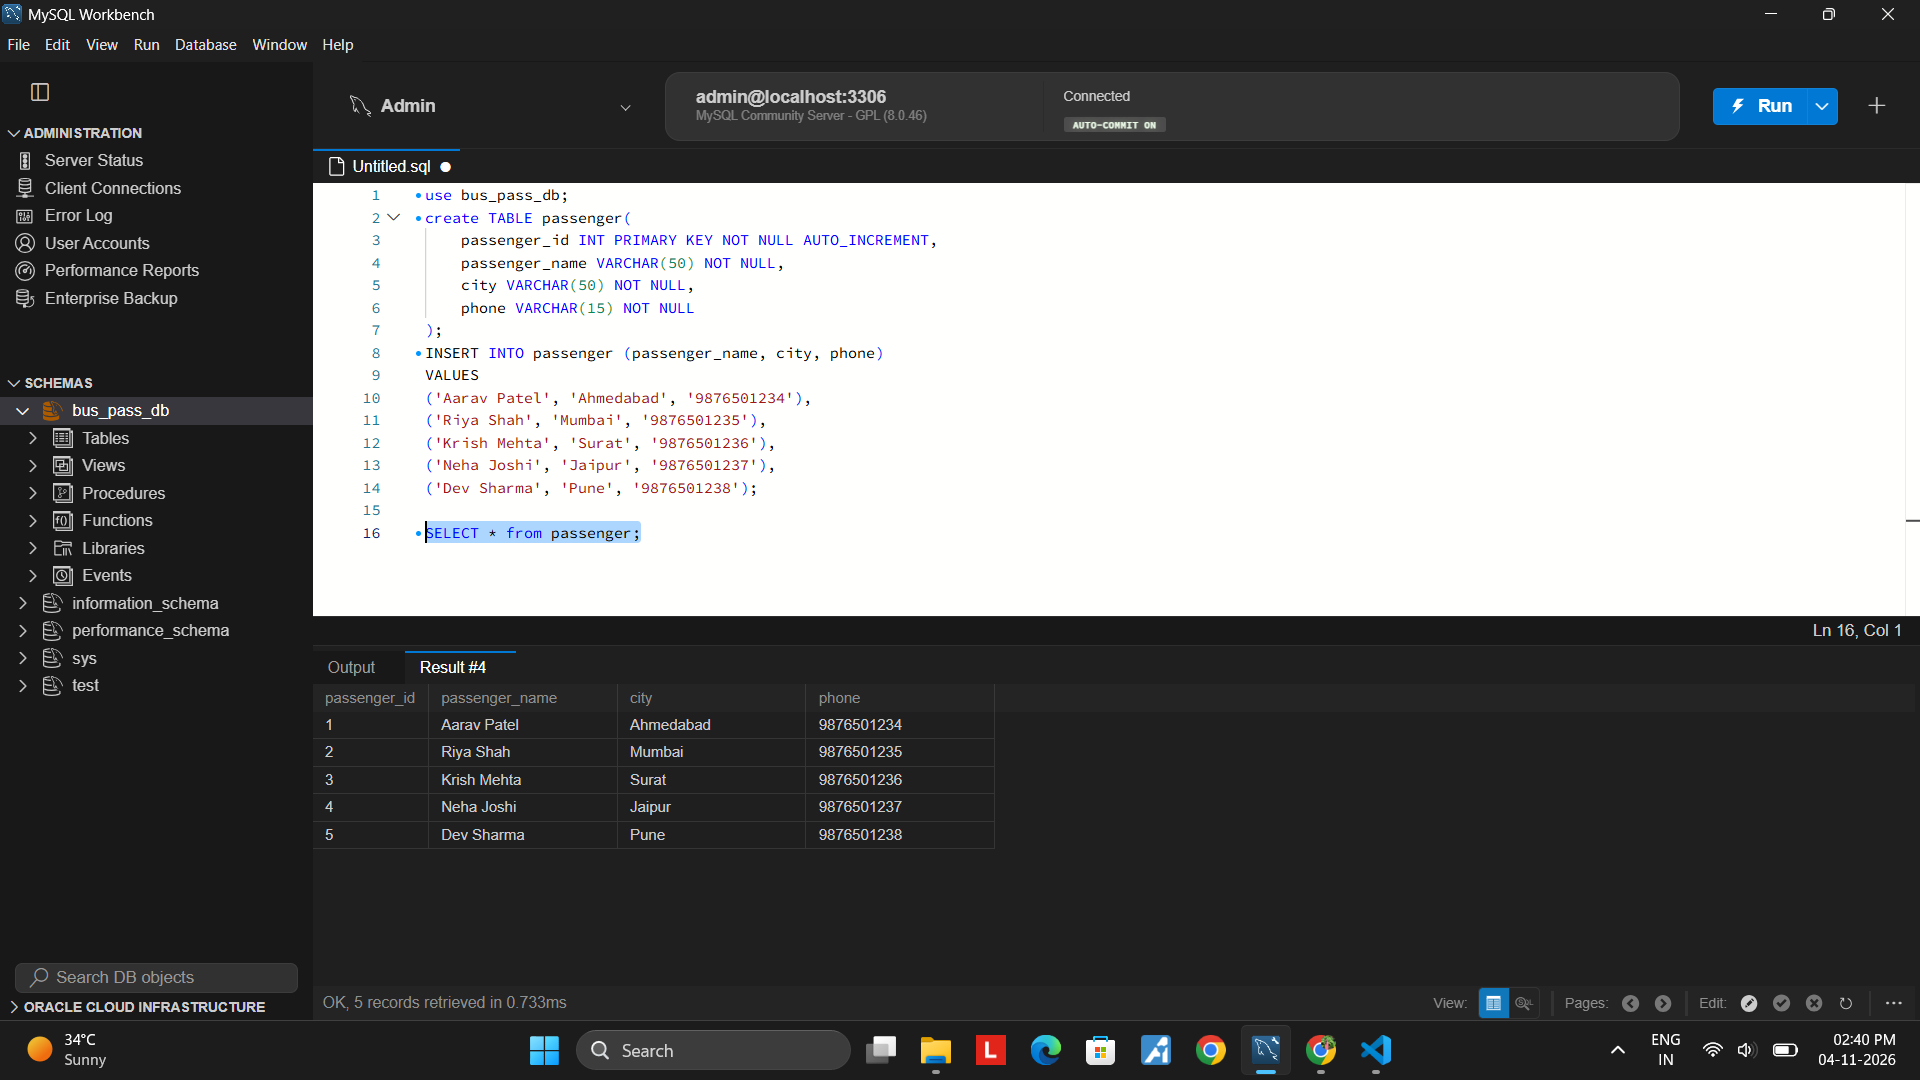 MySQL Workbench
File Edit View Run Database Window Help
Admin
admin@localhost:3306
MySQL Community Server - GPL (8.0.46)
Connected
AUTO-COMMIT ON
Run
ADMINISTRATION
Server Status
Client Connections
Error Log
User Accounts
Performance Reports
Enterprise Backup
SCHEMAS
bus_pass_db
Tables
Views
Procedures
Functions
Libraries
Events
information_schema
performance_schema
sys
test
Search DB objects
ORACLE CLOUD INFRASTRUCTURE
Untitled.sql
1 use bus_pass_db;
2 create TABLE passenger(
3 passenger_id INT PRIMARY KEY NOT NULL AUTO_INCREMENT,
4 passenger_name VARCHAR(50) NOT NULL,
5 city VARCHAR(50) NOT NULL,
6 phone VARCHAR(15) NOT NULL
7 );
8 INSERT INTO passenger (passenger_name, city, phone)
9 VALUES
10 ('Aarav Patel', 'Ahmedabad', '9876501234'),
11 ('Riya Shah', 'Mumbai', '9876501235'),
12 ('Krish Mehta', 'Surat', '9876501236'),
13 ('Neha Joshi', 'Jaipur', '9876501237'),
14 ('Dev Sharma', 'Pune', '9876501238');
15
16 SELECT * from passenger;
Ln 16, Col 1
Output Result #4
passenger_id passenger_name city phone
1 Aarav Patel Ahmedabad 9876501234
2 Riya Shah Mumbai 9876501235
3 Krish Mehta Surat 9876501236
4 Neha Joshi Jaipur 9876501237
5 Dev Sharma Pune 9876501238
OK, 5 records retrieved in 0.733ms
View: Pages: Edit:
34°C
Sunny
Search
ENG
IN
02:40 PM
04-11-2026